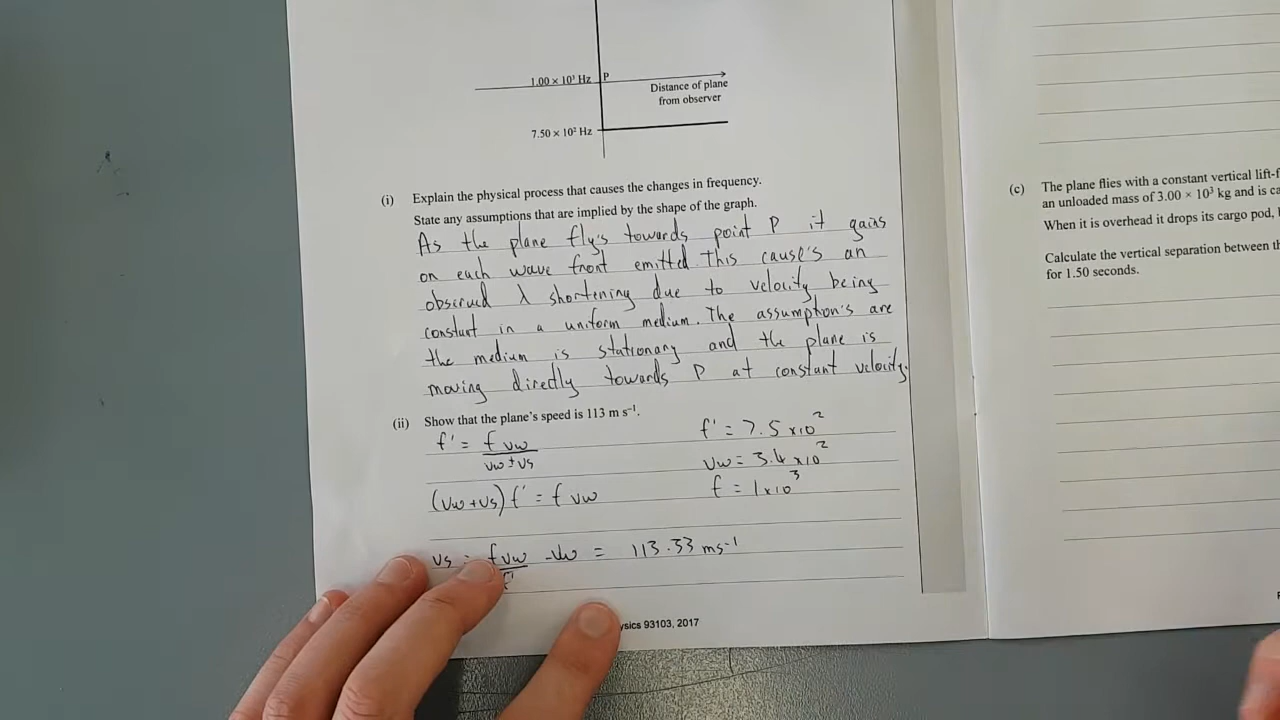 1.00 × 10³ Hz P
Distance of plane
from observer
7.50 × 10² Hz
(i) Explain the physical process that causes the changes in frequency.
State any assumptions that are implied by the shape of the graph.
As the plane fly's towards point P it gains
on each wave front emitted This cause's an
observed λ shortening due to velocity being
constant in a uniform medium. The assumption's are
the medium is stationary and the plane is
moving directly towards P at constant velocity.
(ii) Show that the plane's speed is 113 m s⁻¹.
f' = f vw
vw ± vs
(vw + vs) f' = f vw
vs = f vw - vw = 113.33 ms⁻¹
f' = 7.5 × 10²
vw = 3.4 × 10²
f = 1 × 10³
ysics 93103, 2017
(c) The plane flies with a constant vertical lift-f
an unloaded mass of 3.00 × 10³ kg and is ca
When it is overhead it drops its cargo pod,
Calculate the vertical separation between th
for 1.50 seconds.